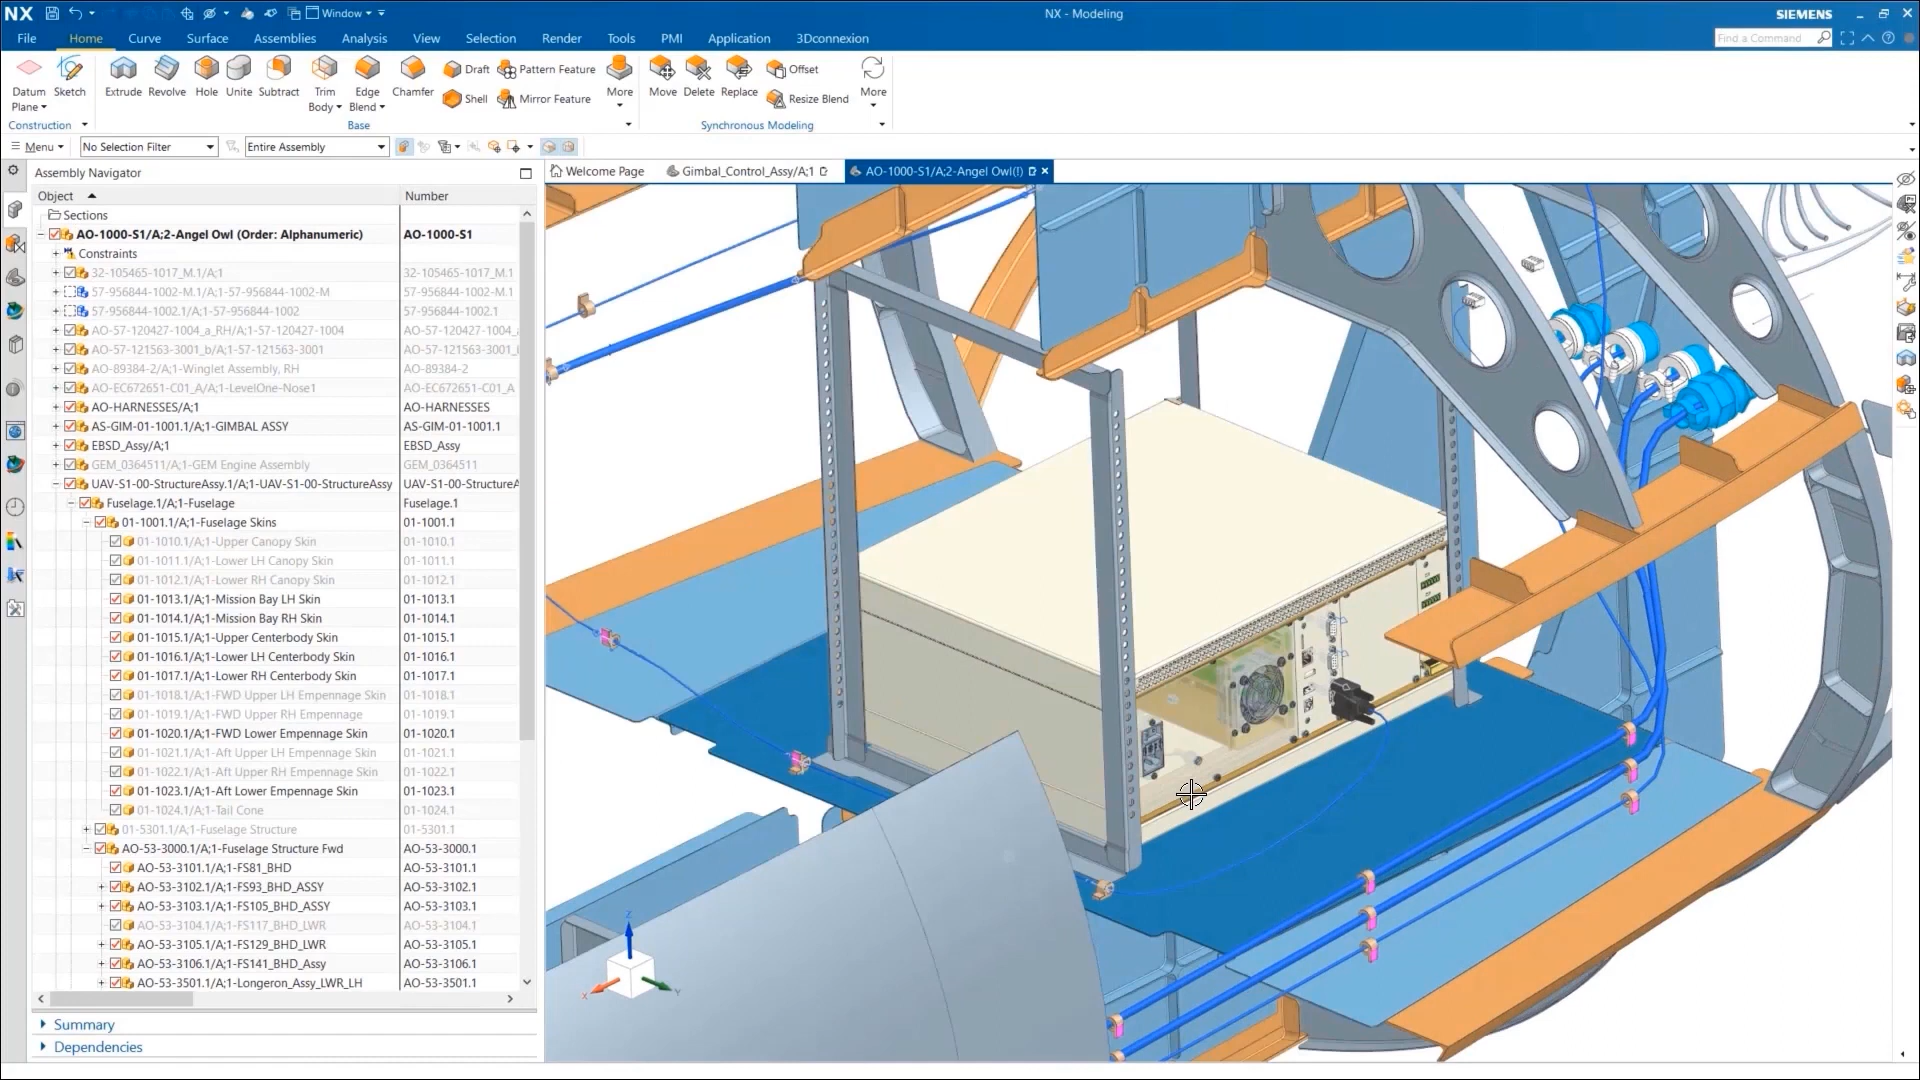 NX Window NX - Modeling SIEMENS
File Home Curve Surface Assemblies Analysis View Selection Render Tools PMI Application 3Dconnexion Find a Command
Datum Plane Sketch Extrude Revolve Hole Unite Subtract Trim Body Edge Blend Chamfer Draft Shell Pattern Feature Mirror Feature More Move Delete Replace Offset Resize Blend More
Construction Base Synchronous Modeling
Menu No Selection Filter Entire Assembly
Assembly Navigator
Welcome Page Gimbal_Control_Assy/A;1 AO-1000-S1/A;2-Angel Owl(!)
Object Number
Sections
AO-1000-S1/A;2-Angel Owl (Order: Alphanumeric) AO-1000-S1
Constraints
32-105465-1017_M.1/A;1 32-105465-1017_M.1
57-956844-1002-M.1/A;1-57-956844-1002-M 57-956844-1002-M.1
57-956844-1002.1/A;1-57-956844-1002 57-956844-1002.1
AO-57-120427-1004_a_RH/A;1-57-120427-1004 AO-57-120427-1004_
AO-57-121563-3001_b/A;1-57-121563-3001 AO-57-121563-3001_
AO-89384-2/A;1-Winglet Assembly, RH AO-89384-2
AO-EC672651-C01_A/A;1-LevelOne-Nose1 AO-EC672651-C01_A
AO-HARNESSES/A;1 AO-HARNESSES
AS-GIM-01-1001.1/A;1-GIMBAL ASSY AS-GIM-01-1001.1
EBSD_Assy/A;1 EBSD_Assy
GEM_0364511/A;1-GEM Engine Assembly GEM_0364511
UAV-S1-00-StructureAssy.1/A;1-UAV-S1-00-StructureAssy UAV-S1-00-StructureA
Fuselage.1/A;1-Fuselage Fuselage.1
01-1001.1/A;1-Fuselage Skins 01-1001.1
01-1010.1/A;1-Upper Canopy Skin 01-1010.1
01-1011.1/A;1-Lower LH Canopy Skin 01-1011.1
01-1012.1/A;1-Lower RH Canopy Skin 01-1012.1
01-1013.1/A;1-Mission Bay LH Skin 01-1013.1
01-1014.1/A;1-Mission Bay RH Skin 01-1014.1
01-1015.1/A;1-Upper Centerbody Skin 01-1015.1
01-1016.1/A;1-Lower LH Centerbody Skin 01-1016.1
01-1017.1/A;1-Lower RH Centerbody Skin 01-1017.1
01-1018.1/A;1-FWD Upper LH Empennage Skin 01-1018.1
01-1019.1/A;1-FWD Upper RH Empennage 01-1019.1
01-1020.1/A;1-FWD Lower Empennage Skin 01-1020.1
01-1021.1/A;1-Aft Upper LH Empennage Skin 01-1021.1
01-1022.1/A;1-Aft Upper RH Empennage Skin 01-1022.1
01-1023.1/A;1-Aft Lower Empennage Skin 01-1023.1
01-1024.1/A;1-Tail Cone 01-1024.1
01-5301.1/A;1-Fuselage Structure 01-5301.1
AO-53-3000.1/A;1-Fuselage Structure Fwd AO-53-3000.1
AO-53-3101.1/A;1-FS81_BHD AO-53-3101.1
AO-53-3102.1/A;1-FS93_BHD_ASSY AO-53-3102.1
AO-53-3103.1/A;1-FS105_BHD_ASSY AO-53-3103.1
AO-53-3104.1/A;1-FS117_BHD_LWR AO-53-3104.1
AO-53-3105.1/A;1-FS129_BHD_LWR AO-53-3105.1
AO-53-3106.1/A;1-FS141_BHD_Assy AO-53-3106.1
AO-53-3501.1/A;1-Longeron_Assy_LWR_LH AO-53-3501.1
Summary
Dependencies
Z
X
Y